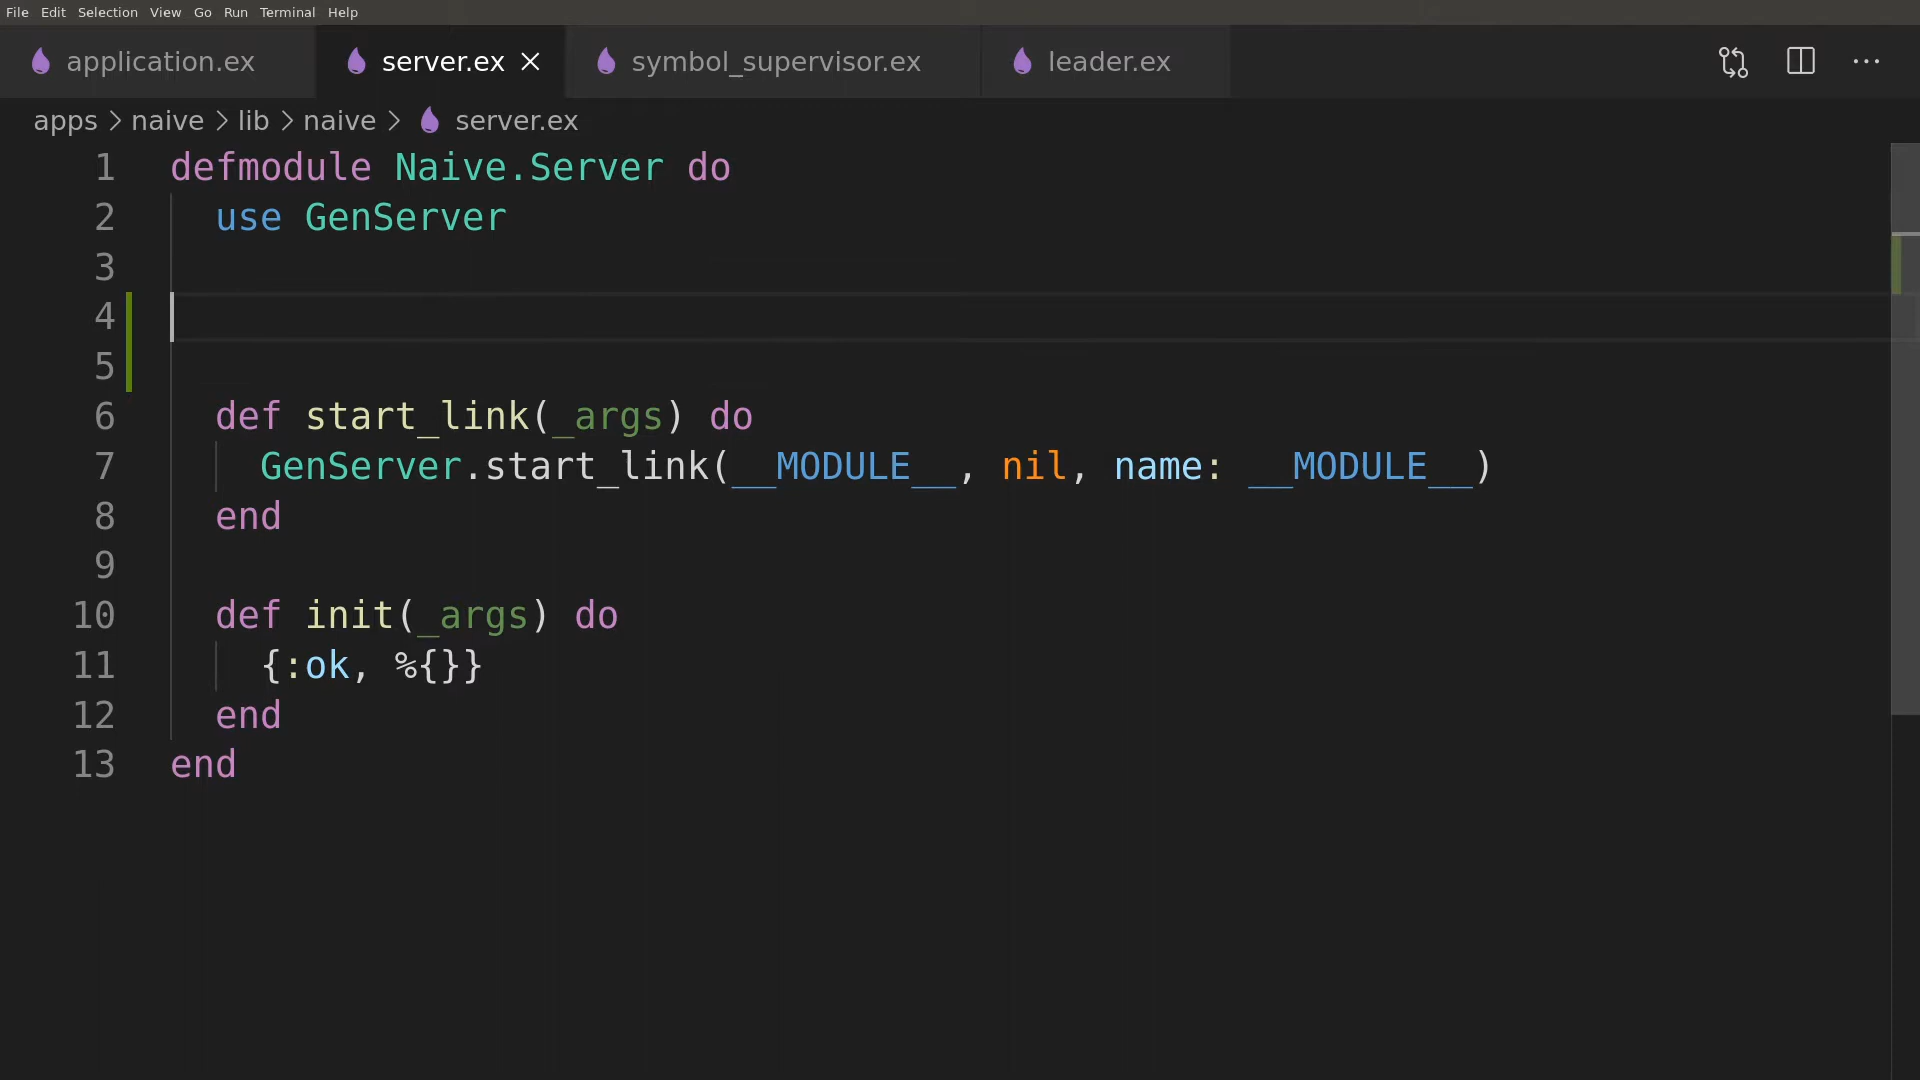 File Edit Selection View Go Run Terminal Help
application.ex server.ex symbol_supervisor.ex leader.ex
apps > naive > lib > naive > server.ex
1 defmodule Naive.Server do
2 use GenServer
3
4
5
6 def start_link(_args) do
7 GenServer.start_link(__MODULE__, nil, name: __MODULE__)
8 end
9
10 def init(_args) do
11 {:ok, %{}}
12 end
13 end